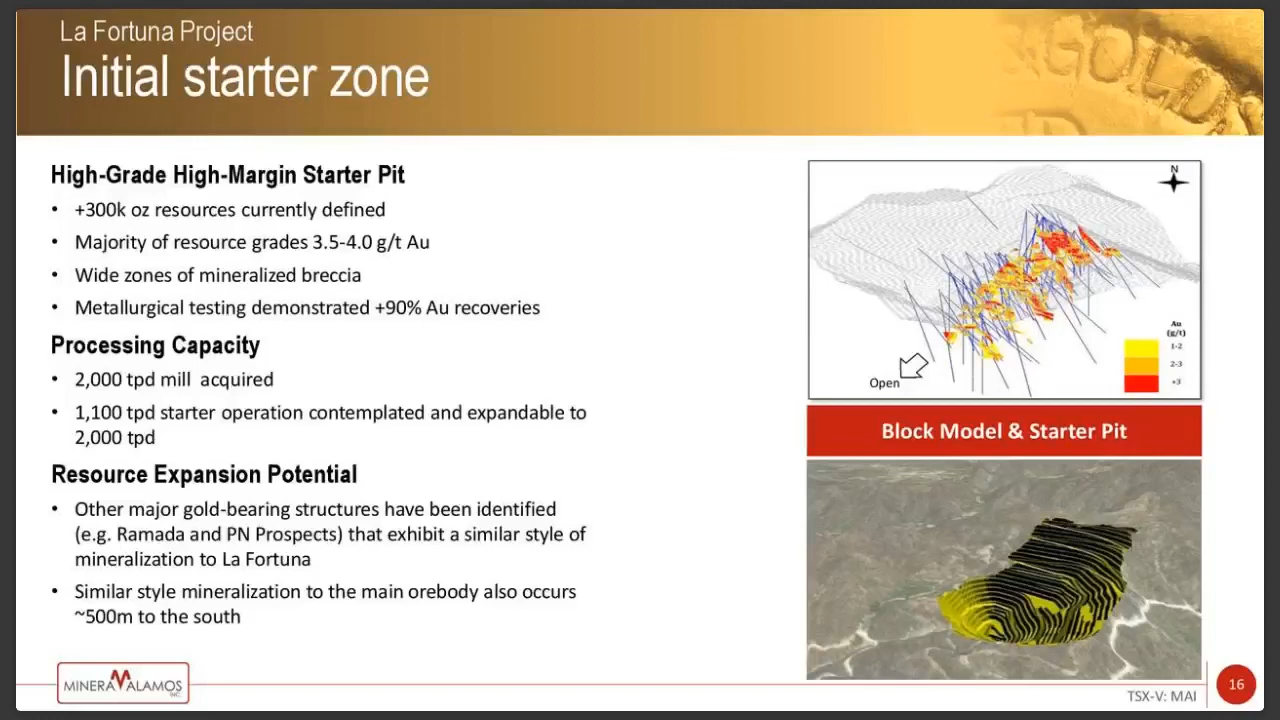 La Fortuna Project
Initial starter zone
GOLD
High-Grade High-Margin Starter Pit
• +300k oz resources currently defined
• Majority of resource grades 3.5-4.0 g/t Au
• Wide zones of mineralized breccia
• Metallurgical testing demonstrated +90% Au recoveries
Processing Capacity
• 2,000 tpd mill acquired
• 1,100 tpd starter operation contemplated and expandable to
2,000 tpd
Resource Expansion Potential
• Other major gold-bearing structures have been identified
(e.g. Ramada and PN Prospects) that exhibit a similar style of
mineralization to La Fortuna
• Similar style mineralization to the main orebody also occurs
~500m to the south
N
Au
(g/t)
1-2
2-3
+3
Open
Block Model & Starter Pit
MINERA ALAMOS
INC.
TSX-V: MAI
16